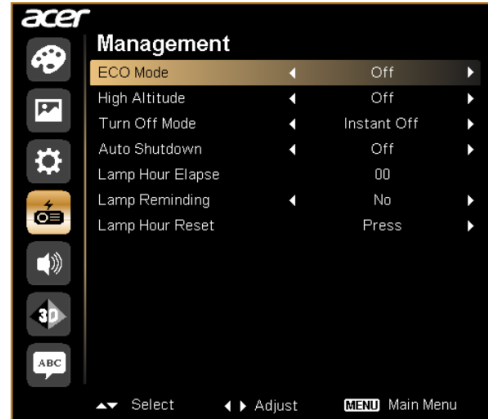 acer
Management
ECO Mode Off
High Altitude Off
Turn Off Mode Instant Off
Auto Shutdown Off
Lamp Hour Elapse 00
Lamp Reminding No
Lamp Hour Reset Press
3D
ABC
Select Adjust MENU Main Menu